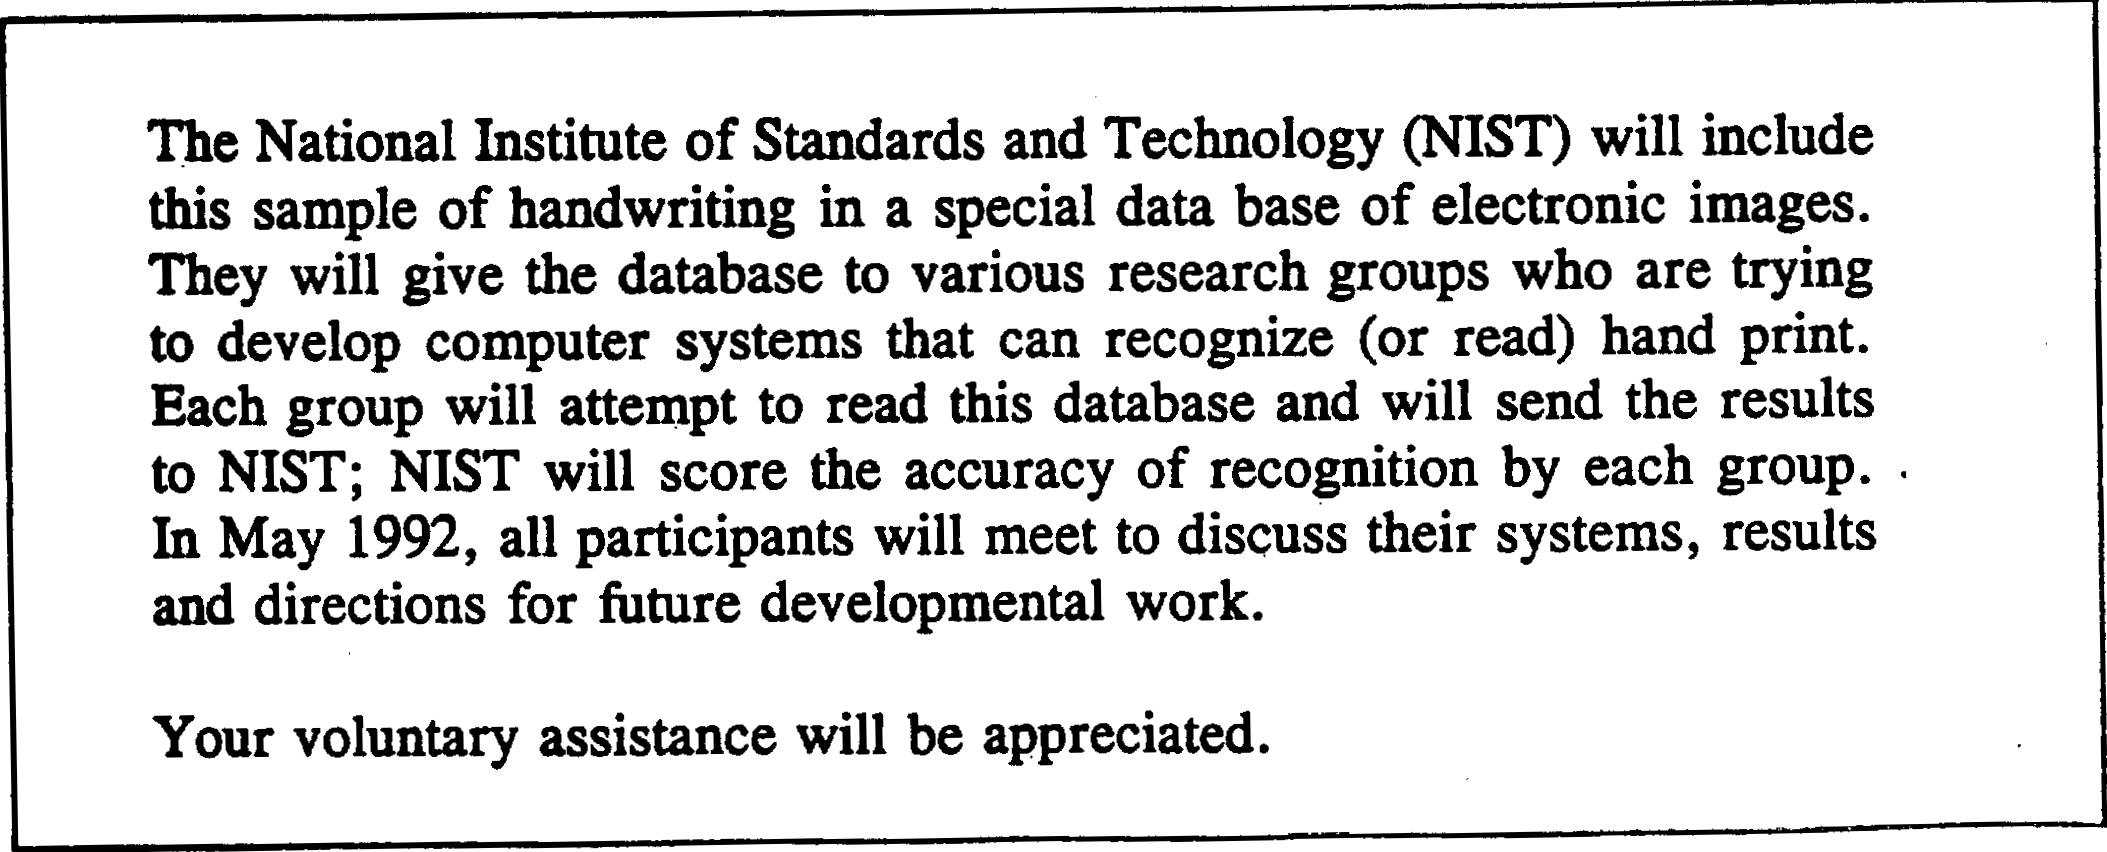 The National Institute of Standards and Technology (NIST) will include
this sample of handwriting in a special data base of electronic images.
They will give the database to various research groups who are trying
to develop computer systems that can recognize (or read) hand print.
Each group will attempt to read this database and will send the results
to NIST; NIST will score the accuracy of recognition by each group.
In May 1992, all participants will meet to discuss their systems, results
and directions for future developmental work.
Your voluntary assistance will be appreciated.